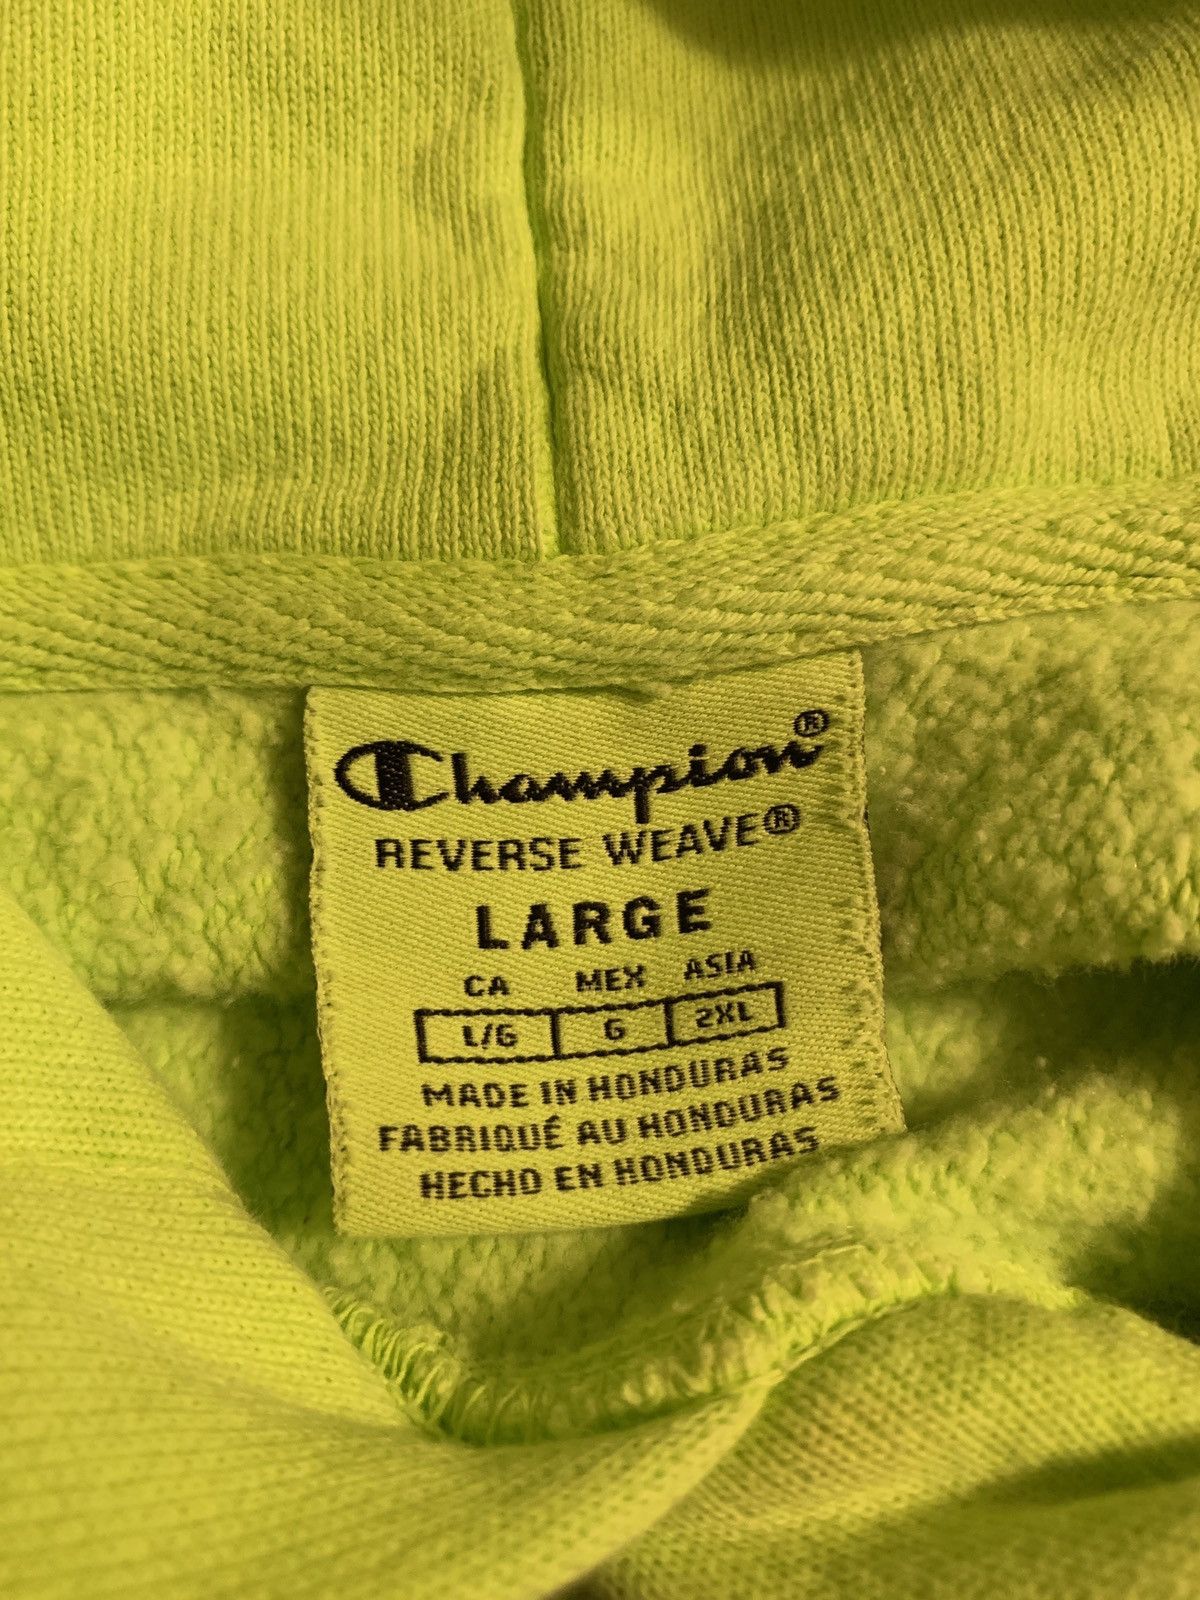 Champion®
REVERSE WEAVE®
LARGE
CA MEX ASIA
L/G G 2XL
MADE IN HONDURAS
FABRIQUÉ AU HONDURAS
HECHO EN HONDURAS